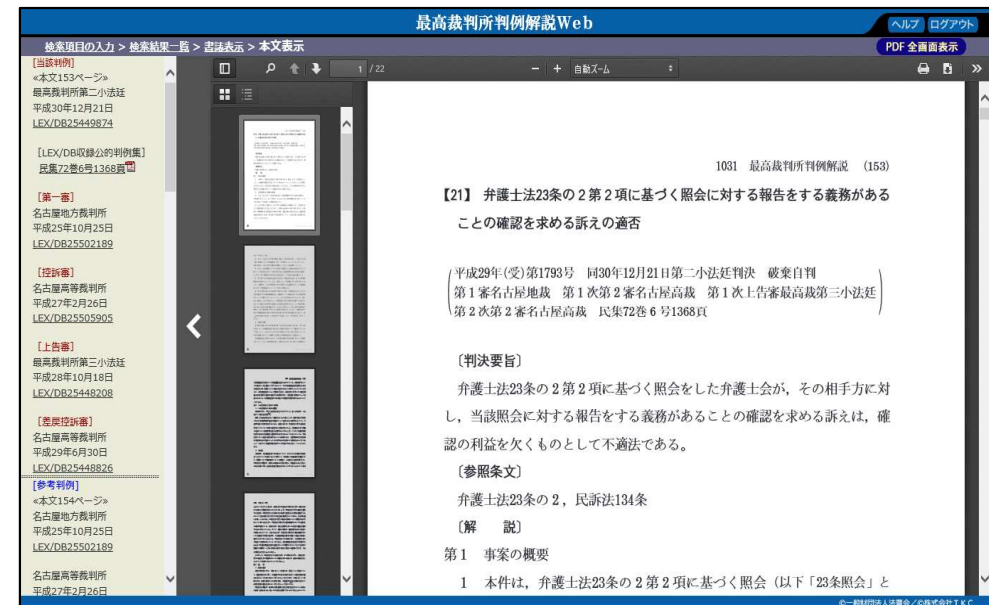 最高裁判所判例解説Web
ヘルプ ログアウト
検索項目の入力 > 検索結果一覧 > 書誌表示 > 本文表示
PDF 全画面表示
[当該判例]
≪本文153ページ≫
最高裁判所第二小法廷
平成30年12月21日
LEX/DB25449874
[LEX/DB収録公的判例集]
民集72巻6号1368頁
[第一審]
名古屋地方裁判所
平成25年10月25日
LEX/DB25502189
[控訴審]
名古屋高等裁判所
平成27年2月26日
LEX/DB25505905
[上告審]
最高裁判所第三小法廷
平成28年10月18日
LEX/DB25448208
[差戻控訴審]
名古屋高等裁判所
平成29年6月30日
LEX/DB25448826
[参考判例]
≪本文154ページ≫
名古屋地方裁判所
平成25年10月25日
LEX/DB25502189
名古屋高等裁判所
平成27年2月26日
1 / 22
自動ズーム
1031 最高裁判所判例解説 (153)
【21】 弁護士法23条の2第2項に基づく照会に対する報告をする義務がある
ことの確認を求める訴えの適否
平成29年(受)第1793号 同30年12月21日第二小法廷判決 破棄自判
第1審名古屋地裁 第1次第2審名古屋高裁 第1次上告審最高裁第三小法廷
第2次第2審名古屋高裁 民集72巻6号1368頁
〔判決要旨〕
弁護士法23条の2第2項に基づく照会をした弁護士会が，その相手方に対
し，当該照会に対する報告をする義務があることの確認を求める訴えは，確
認の利益を欠くものとして不適法である。
〔参照条文〕
弁護士法23条の2，民訴法134条
〔解 説〕
第1 事案の概要
1 本件は，弁護士法23条の2第2項に基づく照会（以下「23条照会」と
©一般財団法人法曹会／©株式会社TKC